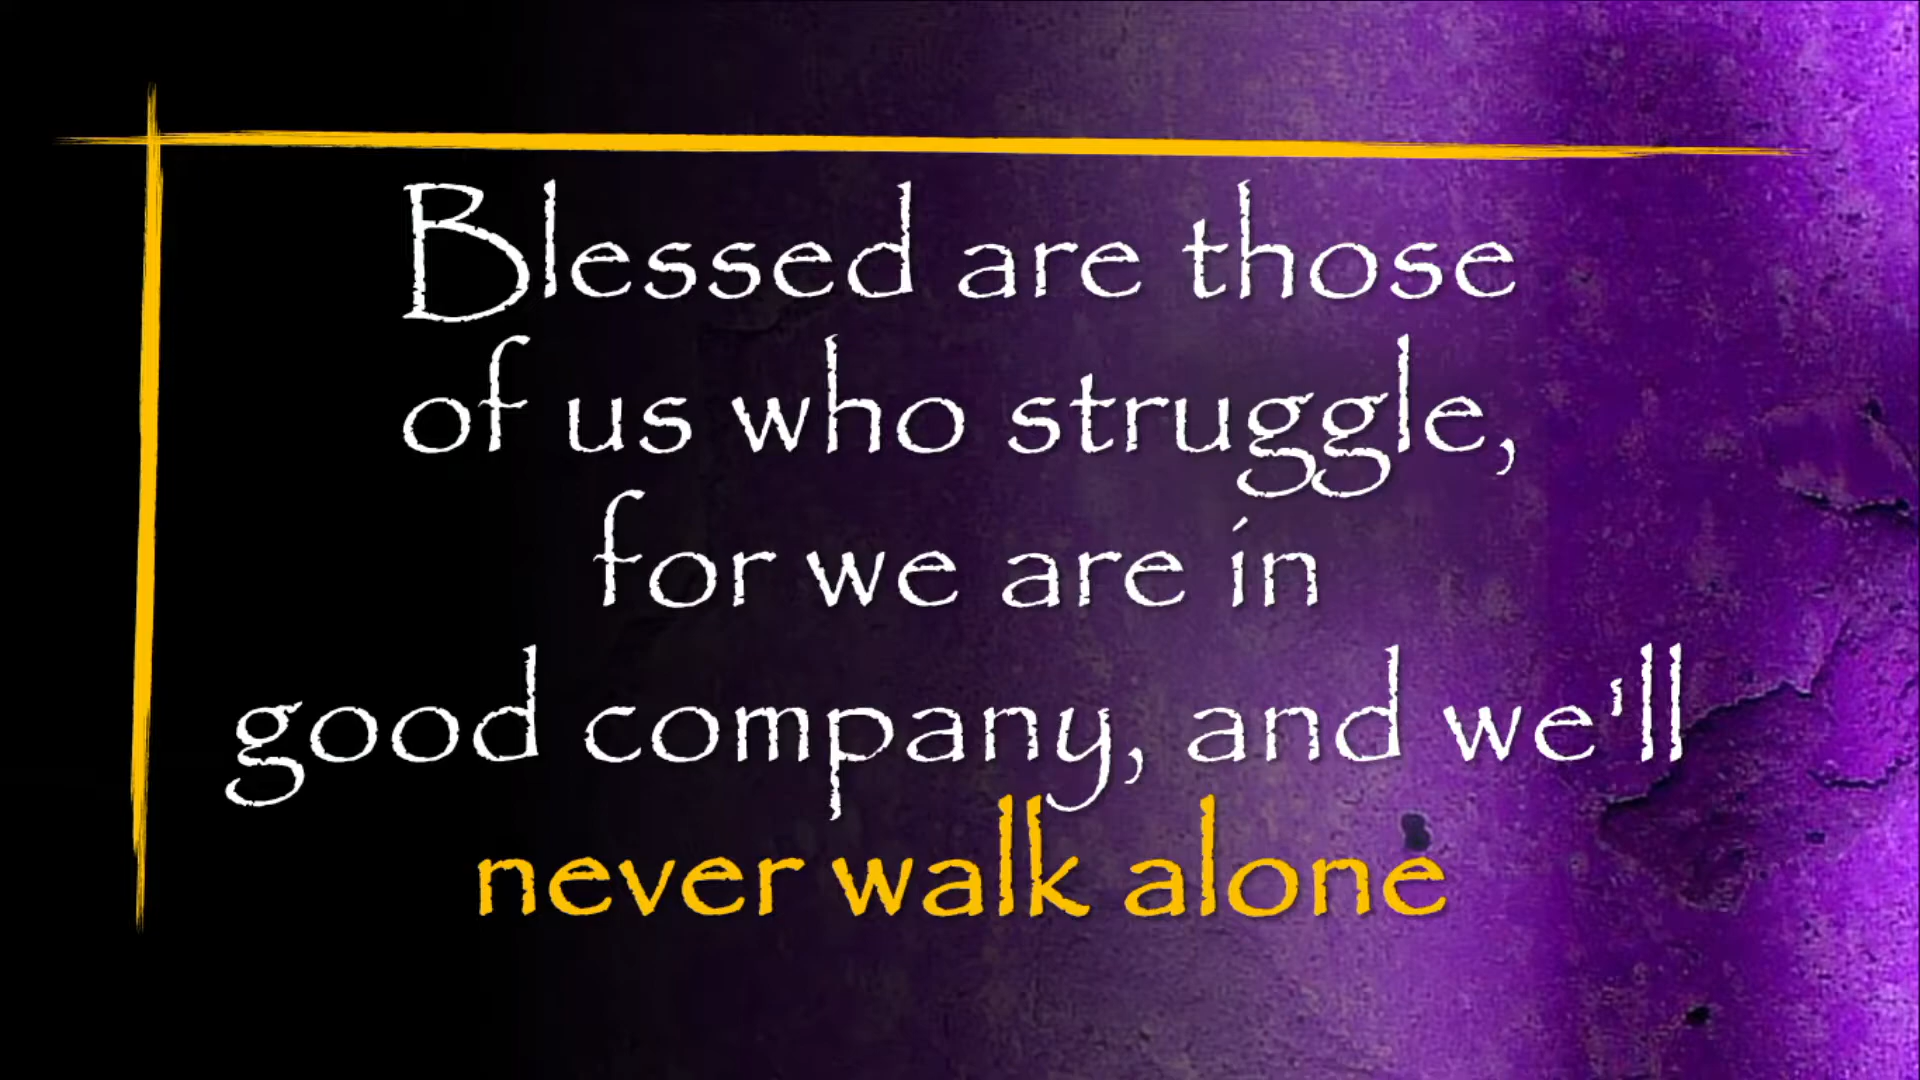 Blessed are those
of us who struggle,
for we are in
good company, and we'll
never walk alone